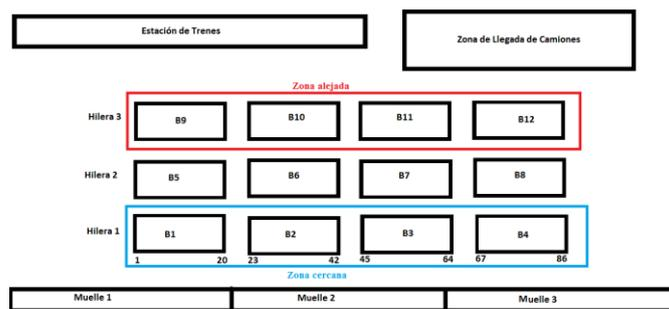 Estación de Trenes
Zona de Llegada de Camiones
Zona alejada
Hilera 3
B9
B10
B11
B12
Hilera 2
B5
B6
B7
B8
Hilera 1
B1
B2
B3
B4
1
20
23
42
45
64
67
86
Zona cercana
Muelle 1
Muelle 2
Muelle 3